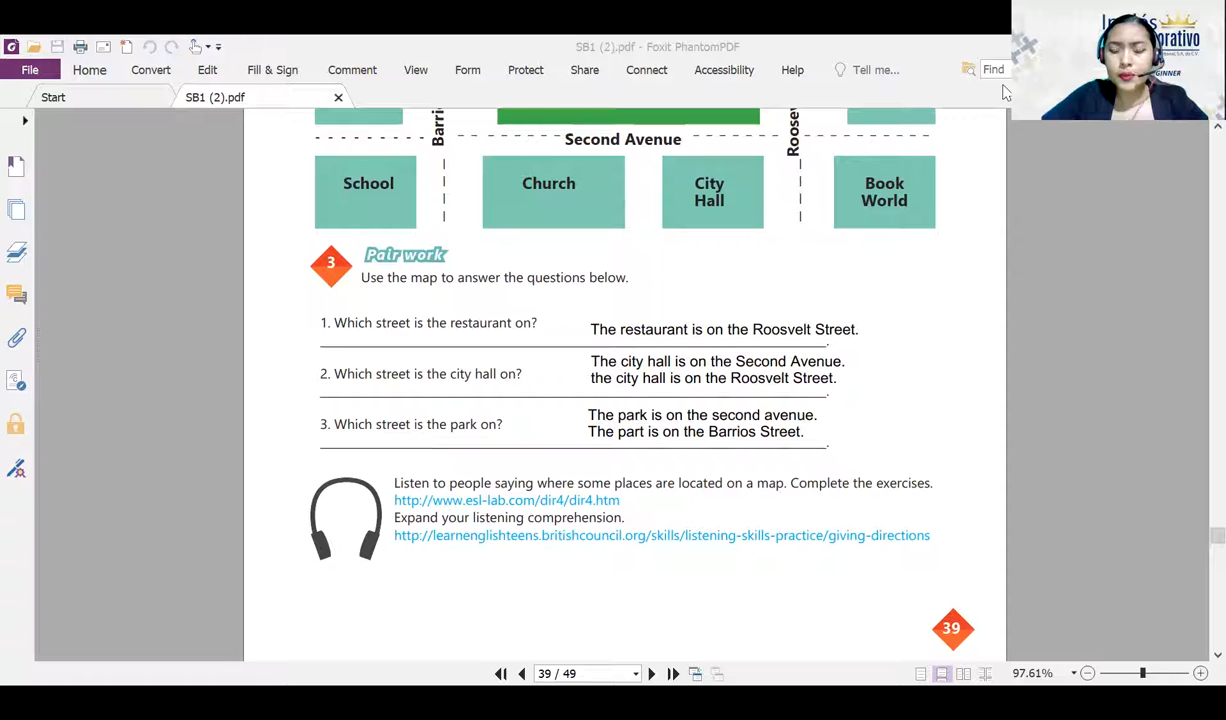 SB1 (2).pdf - Foxit PhantomPDF
File Home Convert Edit Fill & Sign Comment View Form Protect Share Connect Accessibility Help Tell me... Find
Start SB1 (2).pdf
Second Avenue
School
Church
City
Hall
Book
World
3
Pair work
Use the map to answer the questions below.
1. Which street is the restaurant on?
The restaurant is on the Roosvelt Street.
2. Which street is the city hall on?
The city hall is on the Second Avenue.
the city hall is on the Roosvelt Street.
3. Which street is the park on?
The park is on the second avenue.
The part is on the Barrios Street.
Listen to people saying where some places are located on a map. Complete the exercises.
http://www.esl-lab.com/dir4/dir4.htm
Expand your listening comprehension.
http://learnenglishteens.britishcouncil.org/skills/listening-skills-practice/giving-directions
39
39 / 49
97.61%